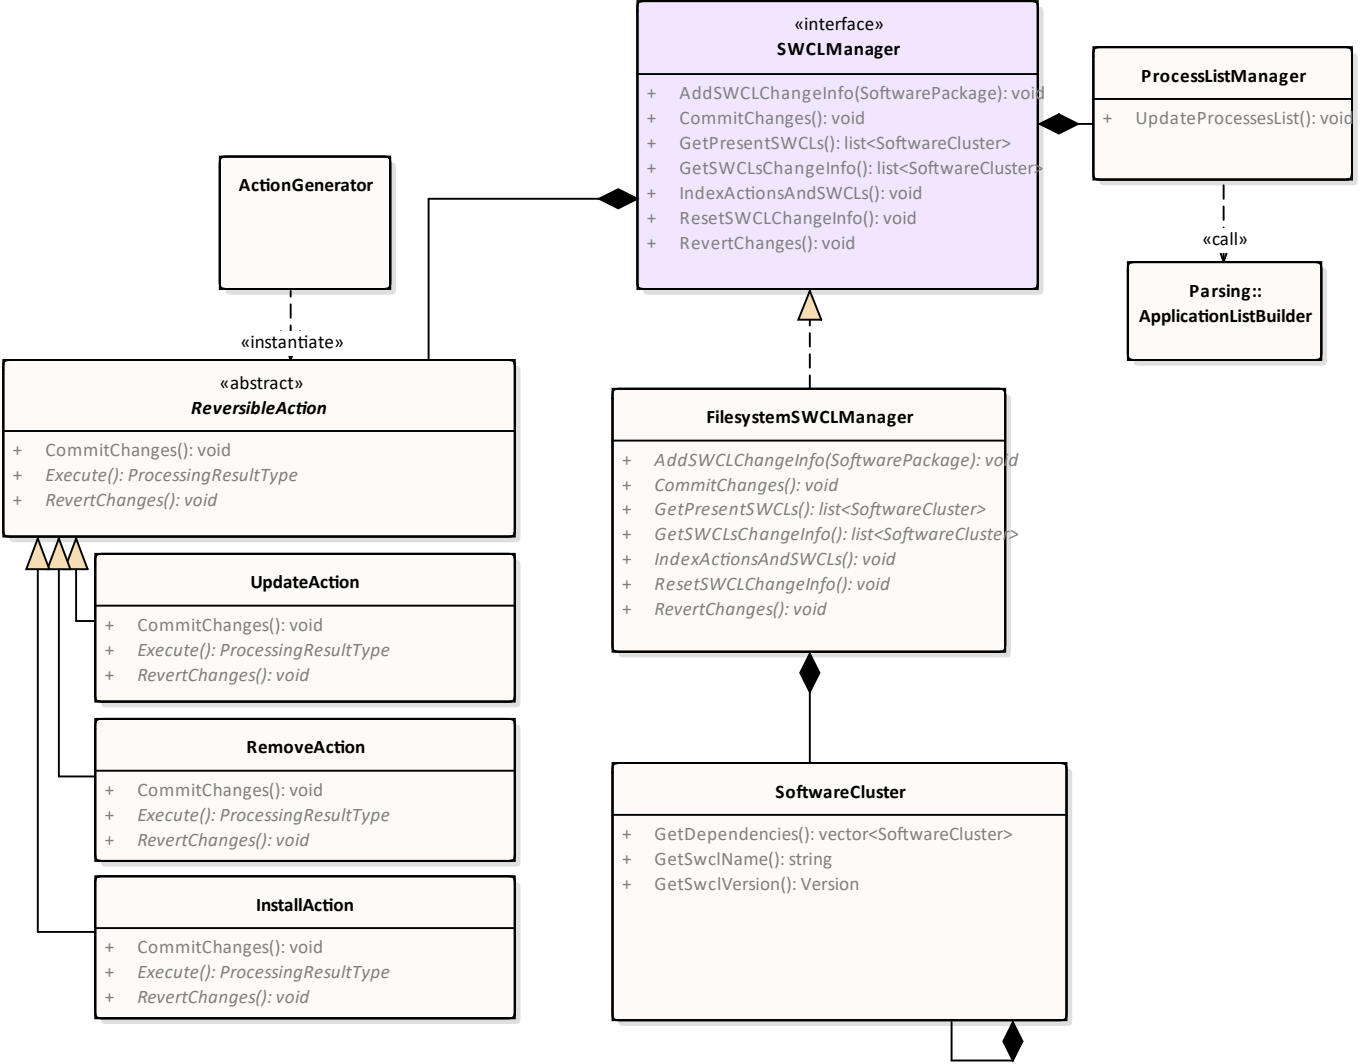 «interface»
SWCLManager
+ AddSWCLChangeInfo(SoftwarePackage): void
+ CommitChanges(): void
+ GetPresentSWCLs(): list<SoftwareCluster>
+ GetSWCLsChangeInfo(): list<SoftwareCluster>
+ IndexActionsAndSWCLs(): void
+ ResetSWCLChangeInfo(): void
+ RevertChanges(): void
ProcessListManager
+ UpdateProcessesList(): void
«call»
Parsing::
ApplicationListBuilder
ActionGenerator
«instantiate»
«abstract»
ReversibleAction
+ CommitChanges(): void
+ Execute(): ProcessingResultType
+ RevertChanges(): void
UpdateAction
+ CommitChanges(): void
+ Execute(): ProcessingResultType
+ RevertChanges(): void
RemoveAction
+ CommitChanges(): void
+ Execute(): ProcessingResultType
+ RevertChanges(): void
InstallAction
+ CommitChanges(): void
+ Execute(): ProcessingResultType
+ RevertChanges(): void
FilesystemSWCLManager
+ AddSWCLChangeInfo(SoftwarePackage): void
+ CommitChanges(): void
+ GetPresentSWCLs(): list<SoftwareCluster>
+ GetSWCLsChangeInfo(): list<SoftwareCluster>
+ IndexActionsAndSWCLs(): void
+ ResetSWCLChangeInfo(): void
+ RevertChanges(): void
SoftwareCluster
+ GetDependencies(): vector<SoftwareCluster>
+ GetSwclName(): string
+ GetSwclVersion(): Version